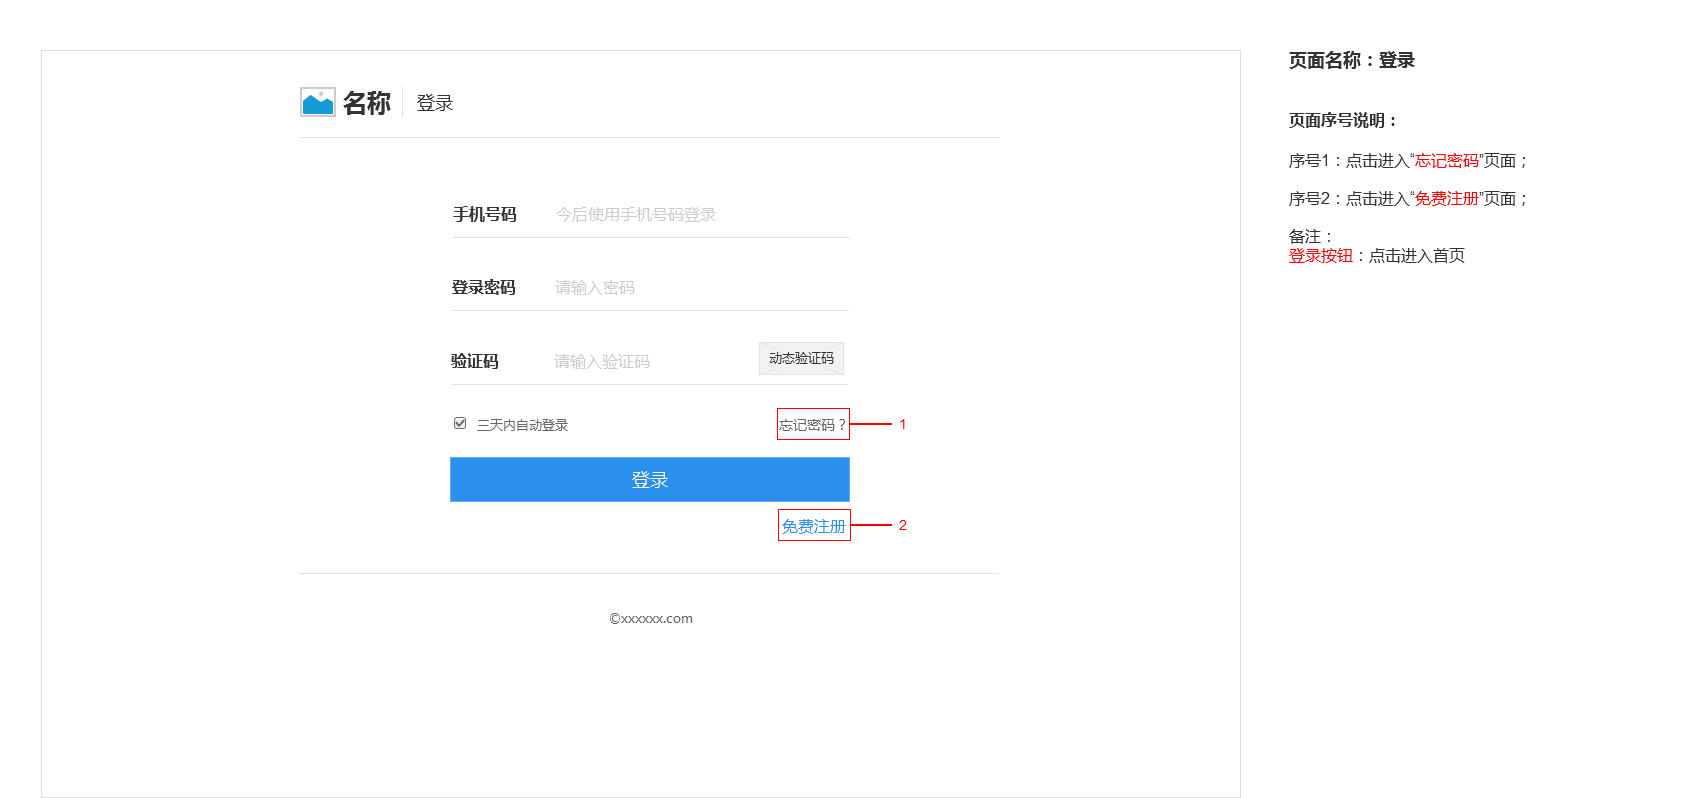 名称 登录
手机号码 今后使用手机号码登录
登录密码 请输入密码
验证码 请输入验证码 动态验证码
三天内自动登录 忘记密码？ 1
登录
免费注册 2
©xxxxxx.com
页面名称：登录
页面序号说明：
序号1：点击进入“忘记密码”页面；
序号2：点击进入“免费注册”页面；
备注：
登录按钮：点击进入首页